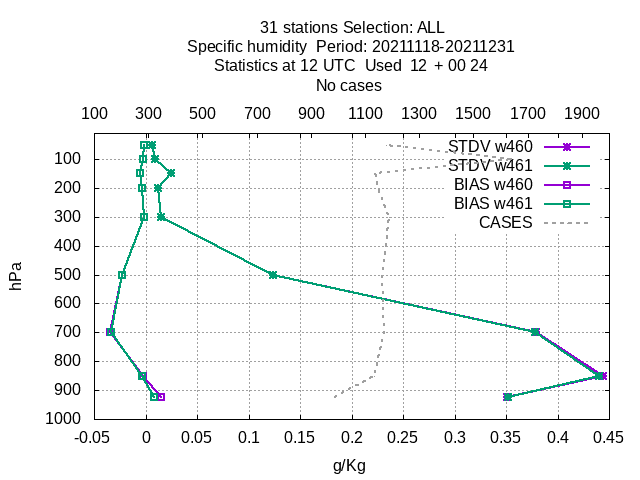 31 stations Selection: ALL
Specific humidity  Period: 20211118-20211231
Statistics at 12 UTC  Used  12  + 00 24
No cases
100 300 500 700 900 1100 1300 1500 1700 1900
STDV w460
STDV w461
BIAS w460
BIAS w461
CASES
100
200
300
400
500
600
700
800
900
1000
hPa
-0.05 0 0.05 0.1 0.15 0.2 0.25 0.3 0.35 0.4 0.45
g/Kg